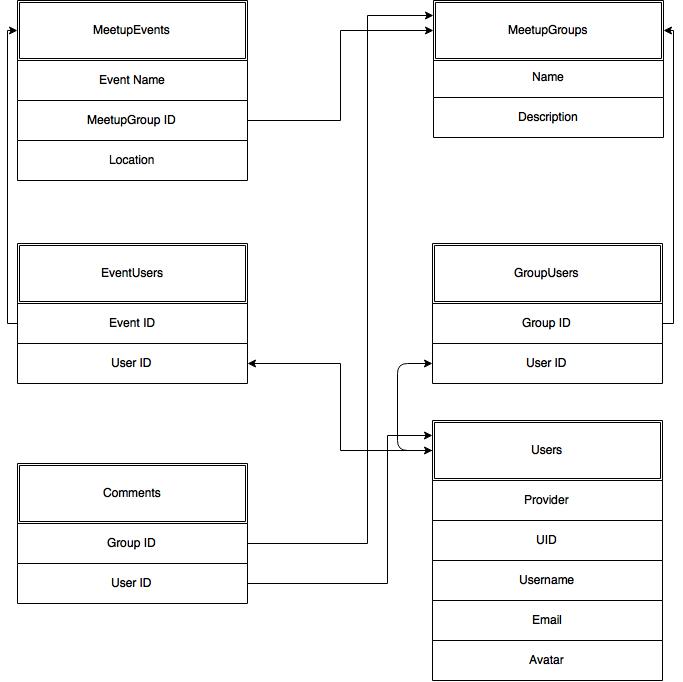 MeetupEvents
Event Name
MeetupGroup ID
Location
MeetupGroups
Name
Description
EventUsers
Event ID
User ID
GroupUsers
Group ID
User ID
Comments
Group ID
User ID
Users
Provider
UID
Username
Email
Avatar